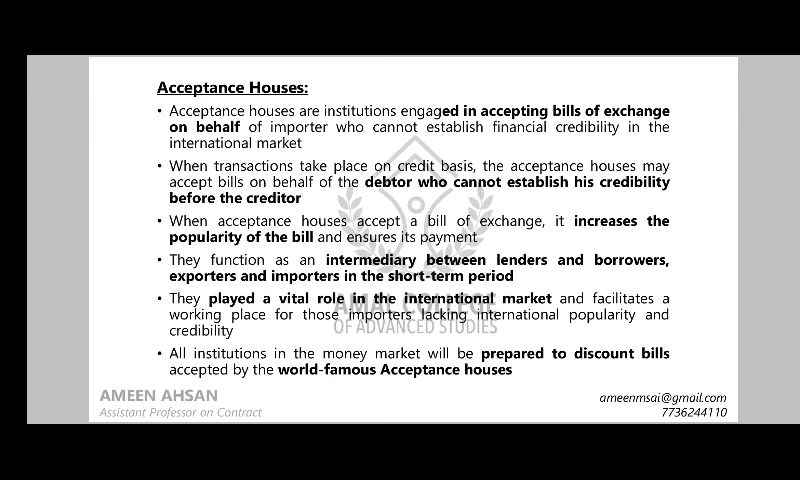 Acceptance Houses:
• Acceptance houses are institutions engaged in accepting bills of exchange
on behalf of importer who cannot establish financial credibility in the
international market
• When transactions take place on credit basis, the acceptance houses may
accept bills on behalf of the debtor who cannot establish his credibility
before the creditor
• When acceptance houses accept a bill of exchange, it increases the
popularity of the bill and ensures its payment
• They function as an intermediary between lenders and borrowers,
exporters and importers in the short-term period
• They played a vital role in the international market and facilitates a
working place for those importers lacking international popularity and
credibility
AMAL COLLEGE
OF ADVANCED STUDIES
• All institutions in the money market will be prepared to discount bills
accepted by the world-famous Acceptance houses
AMEEN AHSAN
Assistant Professor on Contract
ameenmsai@gmail.com
7736244110